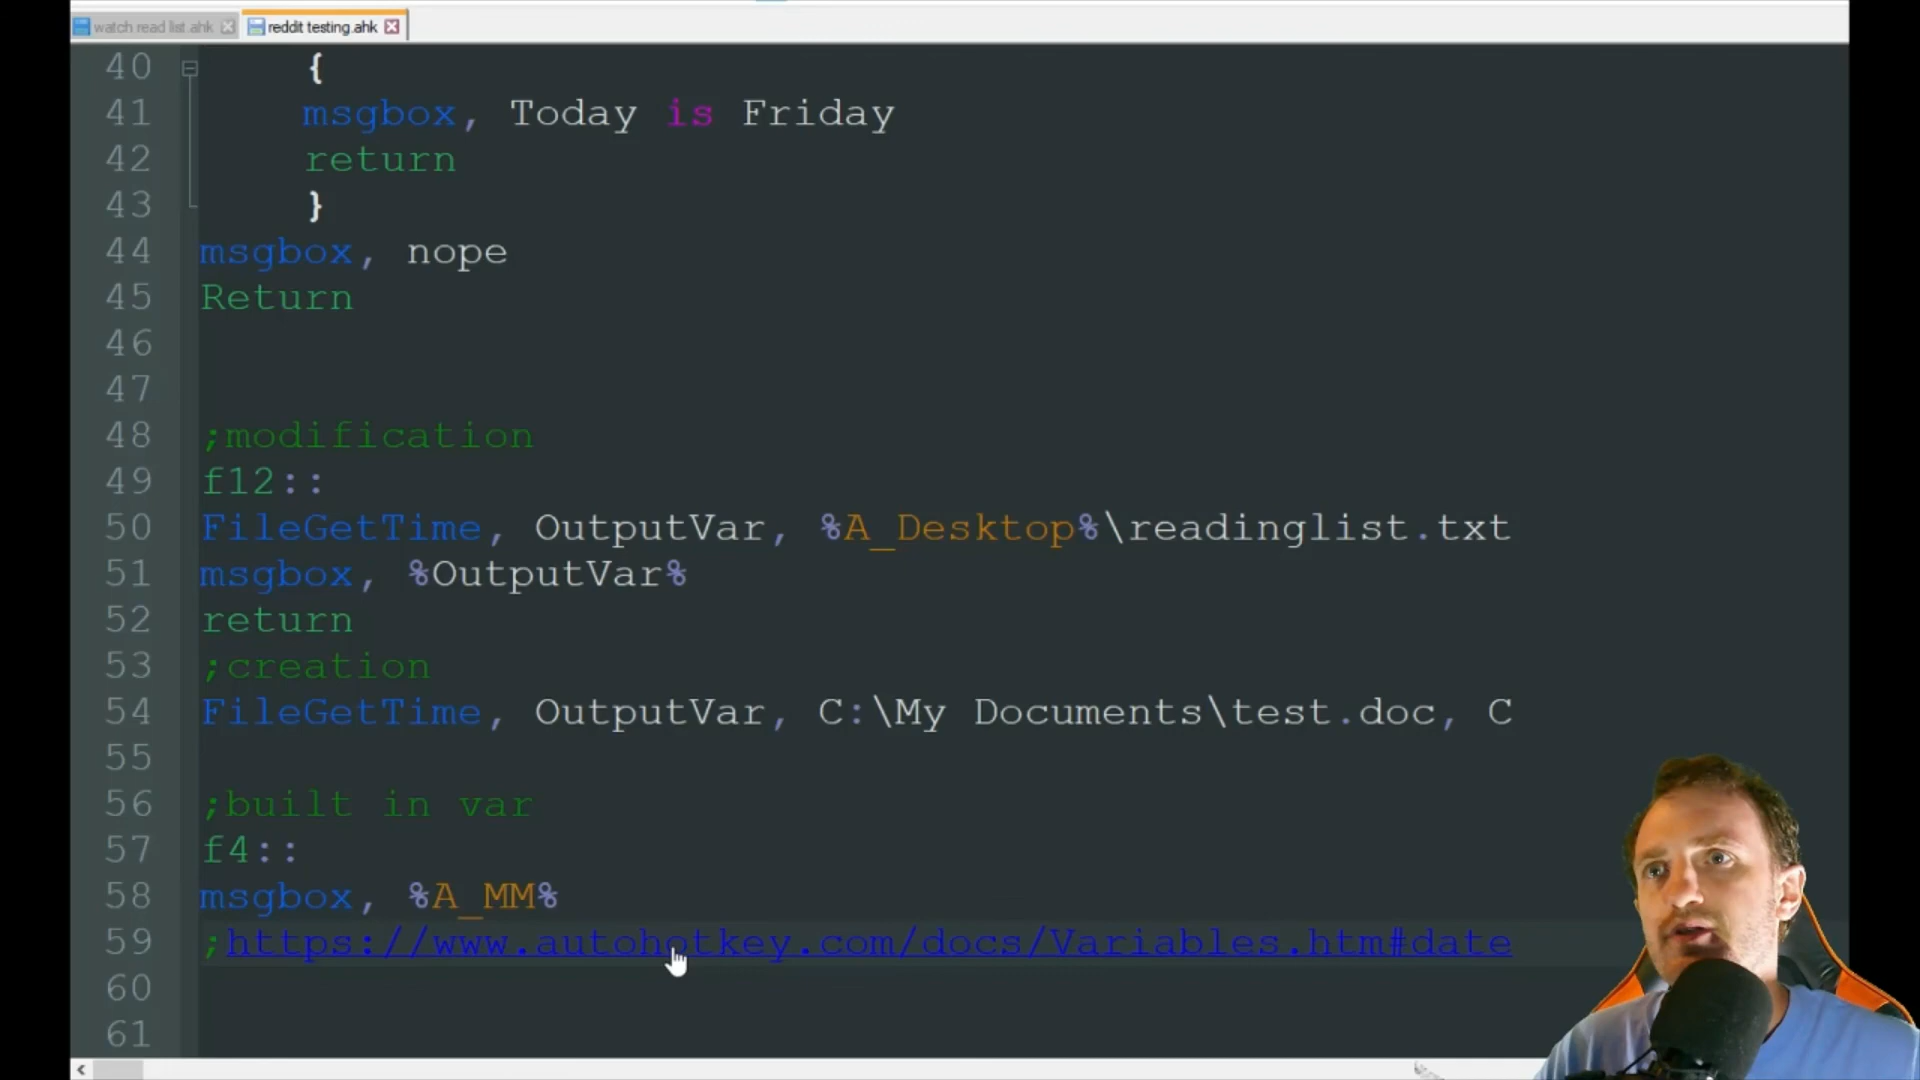 watch read list.ahk
reddit testing.ahk
40 {
41 msgbox, Today is Friday
42 return
43 }
44 msgbox, nope
45 Return
46
47
48 ;modification
49 f12::
50 FileGetTime, OutputVar, %A_Desktop%\readinglist.txt
51 msgbox, %OutputVar%
52 return
53 ;creation
54 FileGetTime, OutputVar, C:\My Documents\test.doc, C
55
56 ;built in var
57 f4::
58 msgbox, %A_MM%
59 ;https://www.autohotkey.com/docs/Variables.htm#date
60
61